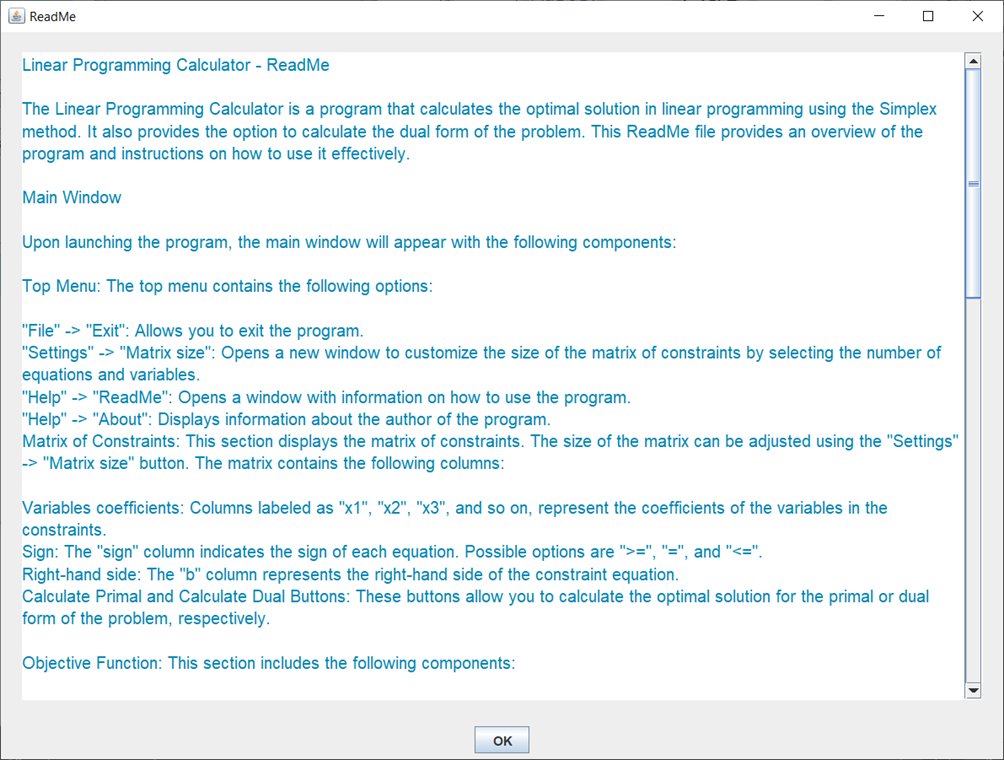 ReadMe
Linear Programming Calculator - ReadMe
The Linear Programming Calculator is a program that calculates the optimal solution in linear programming using the Simplex
method. It also provides the option to calculate the dual form of the problem. This ReadMe file provides an overview of the
program and instructions on how to use it effectively.
Main Window
Upon launching the program, the main window will appear with the following components:
Top Menu: The top menu contains the following options:
"File" -> "Exit": Allows you to exit the program.
"Settings" -> "Matrix size": Opens a new window to customize the size of the matrix of constraints by selecting the number of
equations and variables.
"Help" -> "ReadMe": Opens a window with information on how to use the program.
"Help" -> "About": Displays information about the author of the program.
Matrix of Constraints: This section displays the matrix of constraints. The size of the matrix can be adjusted using the "Settings"
-> "Matrix size" button. The matrix contains the following columns:
Variables coefficients: Columns labeled as "x1", "x2", "x3", and so on, represent the coefficients of the variables in the
constraints.
Sign: The "sign" column indicates the sign of each equation. Possible options are ">=", "=", and "<=".
Right-hand side: The "b" column represents the right-hand side of the constraint equation.
Calculate Primal and Calculate Dual Buttons: These buttons allow you to calculate the optimal solution for the primal or dual
form of the problem, respectively.
Objective Function: This section includes the following components:
OK